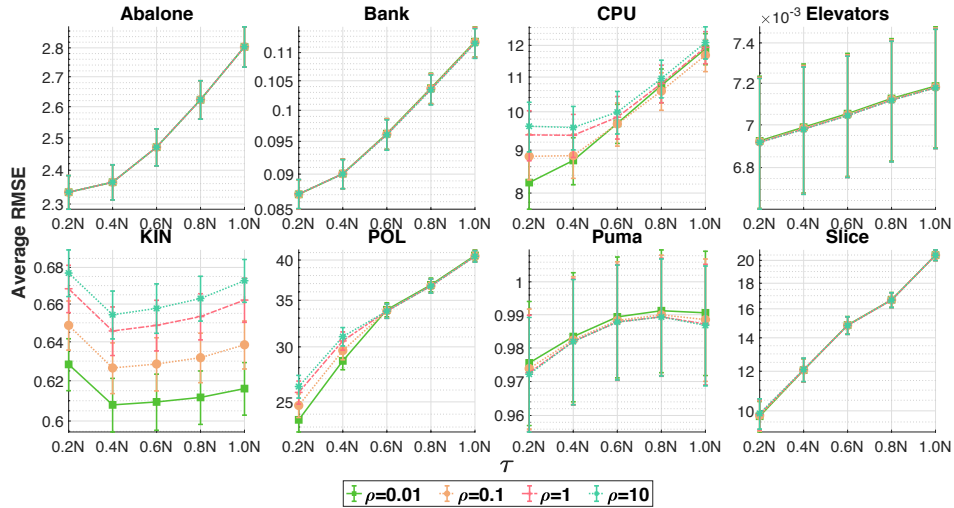 Abalone
Bank
CPU
Elevators
×10⁻³
2.8
2.7
2.6
2.5
2.4
2.3
0.11
0.105
0.1
0.095
0.09
0.085
12
11
10
9
8
7.4
7.2
7
6.8
0.2N 0.4N 0.6N 0.8N 1.0N
0.2N 0.4N 0.6N 0.8N 1.0N
0.2N 0.4N 0.6N 0.8N 1.0N
0.2N 0.4N 0.6N 0.8N 1.0N
Average RMSE
KIN
POL
Puma
Slice
0.68
0.66
0.64
0.62
0.6
40
35
30
25
1
0.99
0.98
0.97
0.96
20
18
16
14
12
10
0.2N 0.4N 0.6N 0.8N 1.0N
0.2N 0.4N 0.6N 0.8N 1.0N
0.2N 0.4N 0.6N 0.8N 1.0N
0.2N 0.4N 0.6N 0.8N 1.0N
τ
ρ=0.01 ρ=0.1 ρ=1 ρ=10